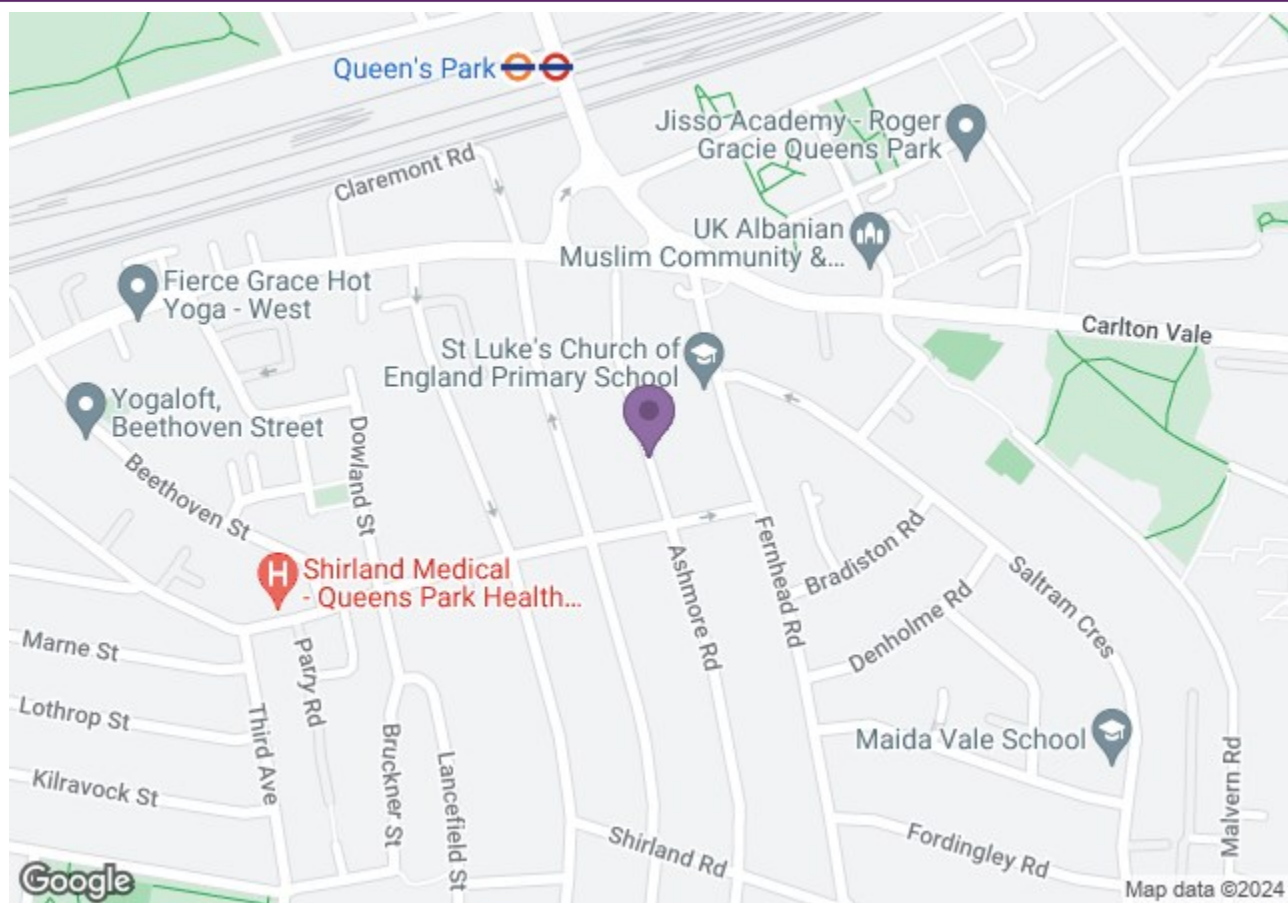 Queen's Park
Jisso Academy - Roger
Gracie Queens Park
Claremont Rd
UK Albanian
Muslim Community &...
Fierce Grace Hot
Yoga - West
Carlton Vale
St Luke's Church of
England Primary School
Yogaloft,
Beethoven Street
Dowland St
Beethoven St
Fernhead Rd
Bradiston Rd
Ashmore Rd
Saltram Cres
Shirland Medical
- Queens Park Health...
H
Denholme Rd
Marne St
Parry Rd
Lothrop St
Third Ave
Bruckner St
Lancefield St
Maida Vale School
Kilravock St
Malvern Rd
Shirland Rd
Fordingley Rd
Google
Map data ©2024